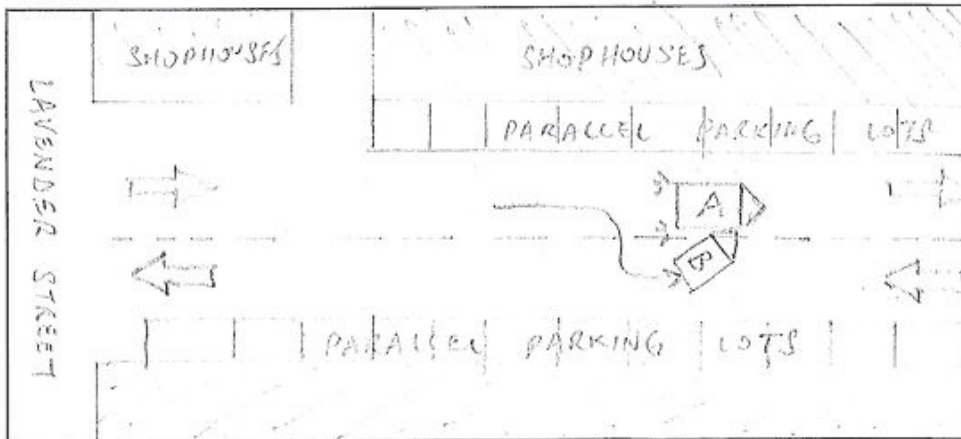 SHOPHOUSES
SHOPHOUSES
LAVENDER STREET
PARALLEL PARKING LOTS
A
B
PARALLEL PARKING LOTS